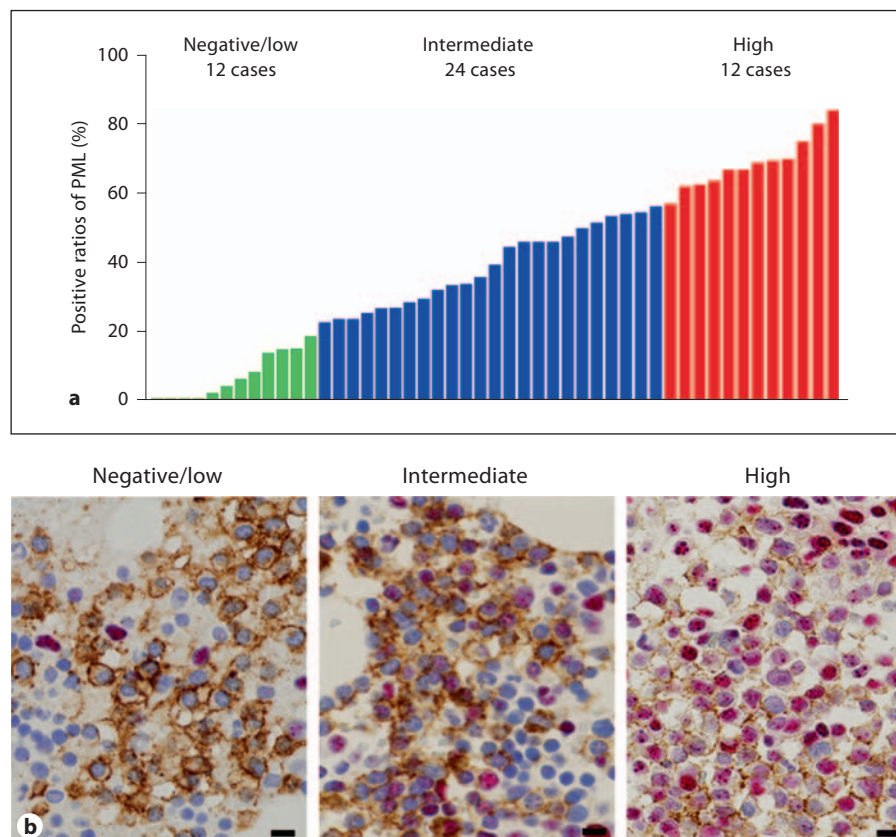 Negative/low
12 cases
Intermediate
24 cases
High
12 cases
Positive ratios of PML (%)
100
80
60
40
20
0
a
Negative/low
Intermediate
High
b